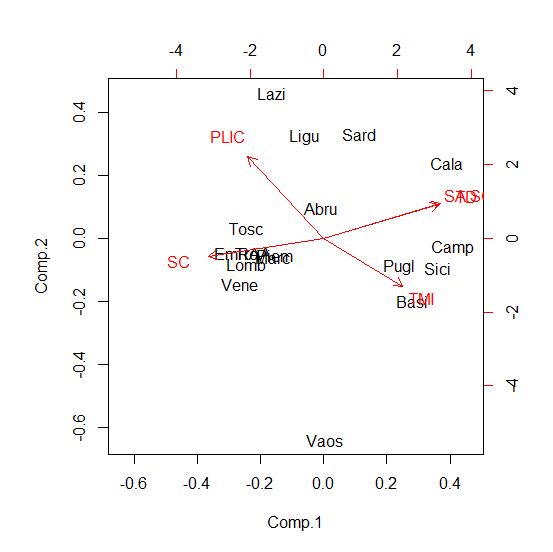 -4 -2 0 2 4
Lazi
PLIC
Ligu
Sard
Cala
Abru
Tosc
SC
Camp
Pugl
Sici
Lomb
Marc
Vene
Basi
TMI
Vaos
0.4
0.2
0.0
-0.2
-0.4
-0.6
4
2
0
-2
-4
Comp.2
-0.6 -0.4 -0.2 0.0 0.2 0.4
Comp.1